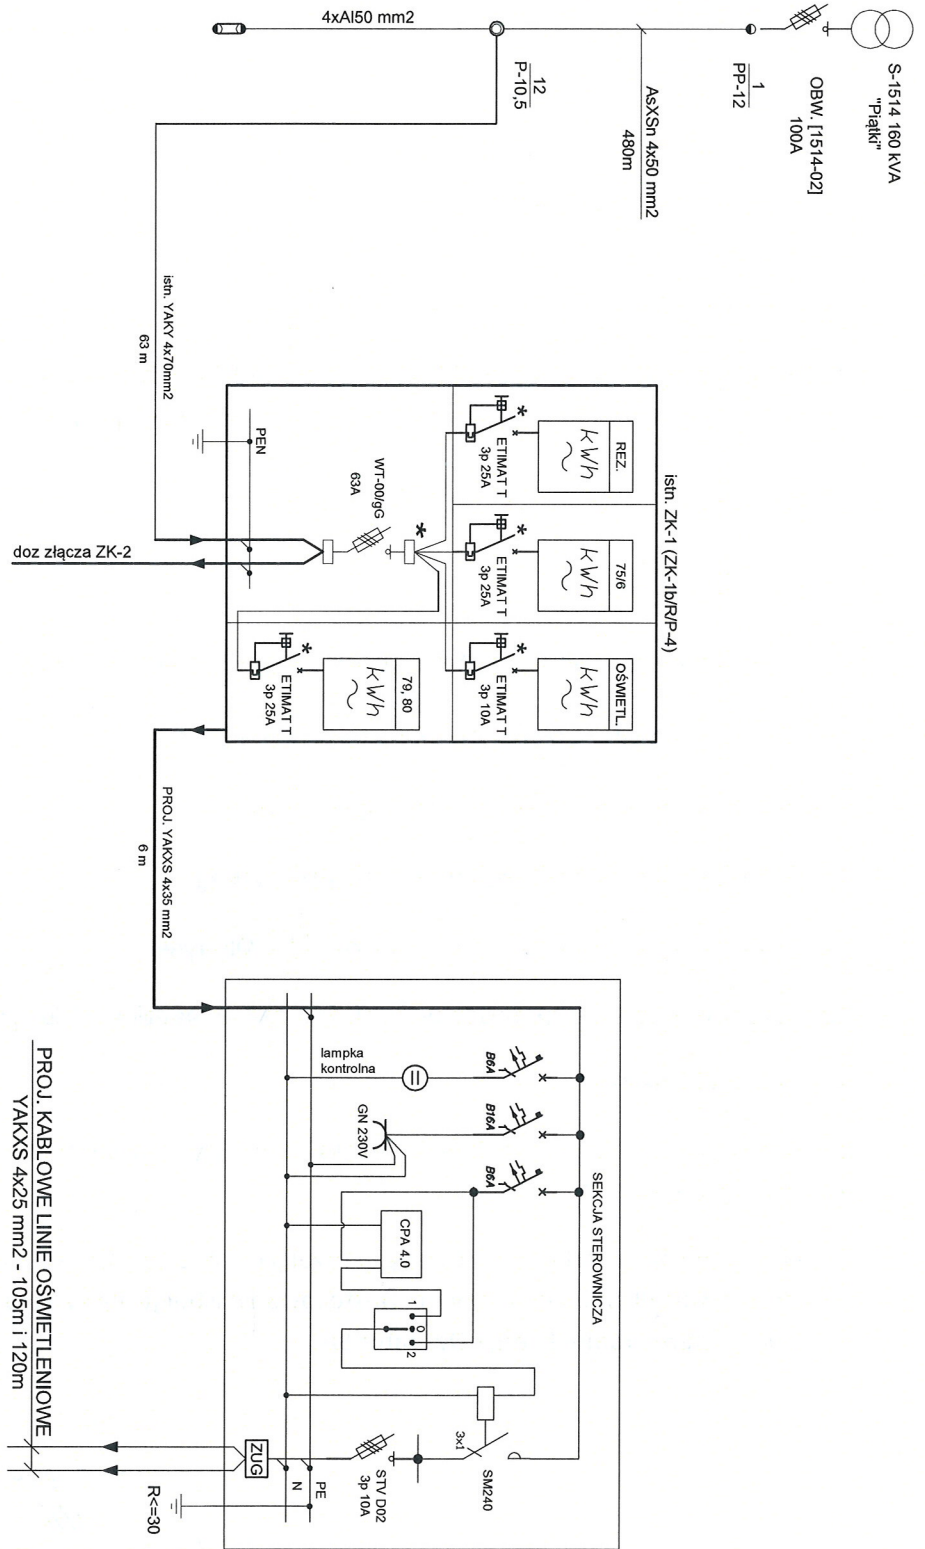 S-1514 160 kVA
"Piątki"
OBW. [1514-02]
100A
1
PP-12
AsXSn 4x50 mm2
480m
4xAl50 mm2
12
P-10,5
istn. YAKY 4x70mm2
63 m
istn. ZK-1 (ZK-1b/R/P-4)
REZ.
kWh
~
ETIMAT T
3p 25A
75/6
kWh
~
ETIMAT T
3p 25A
OŚWIETL.
kWh
~
ETIMAT T
3p 10A
79, 80
kWh
~
ETIMAT T
3p 25A
*
*
*
*
*
WT-00/gG
63A
PEN
doz złącza ZK-2
PROJ. YAKXS 4x35 mm2
6 m
SEKCJA STEROWNICZA
B6A
B16A
B6A
lampka
kontrolna
GN 230V
CPA 4.0
1
0
2
3x1
SM240
STV D02
3p 10A
PE
N
ZUG
R<=30
PROJ. KABLOWE LINIE OŚWIETLENIOWE
YAKXS 4x25 mm2 - 105m i 120m